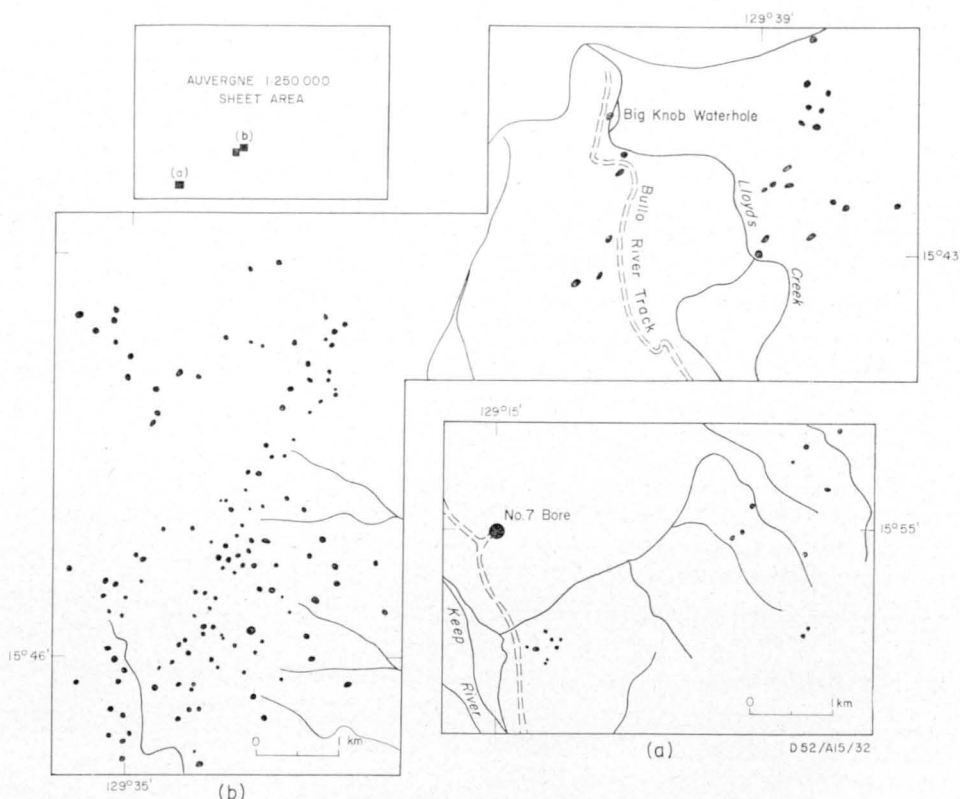 AUVERGNE 1:250 000
SHEET AREA
(b)
(a)
129°39'
Big Knob Waterhole
Bullo River Track
Lloyds
Creek
15°43'
129°15'
No.7 Bore
15°55'
Keep
River
0 1 km
(a)
D52/A15/32
15°46'
0 1 km
129°35'
(b)